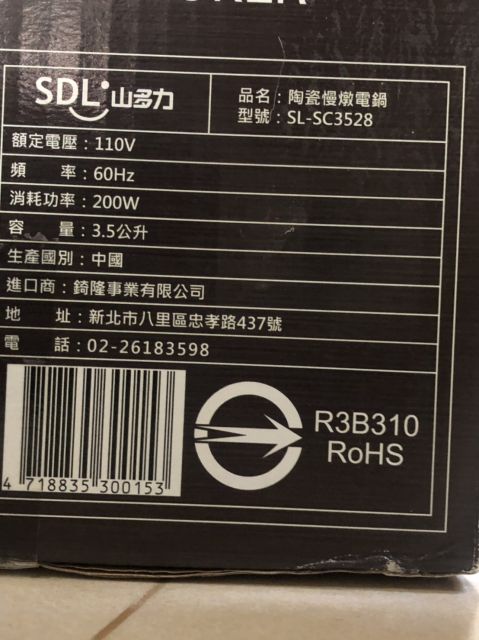 SDL 山多力
品名：陶瓷慢燉電鍋
型號：SL-SC3528
額定電壓：110V
頻 率：60Hz
消耗功率：200W
容 量：3.5公升
生產國別：中國
進口商：錡隆事業有限公司
地 址：新北市八里區忠孝路437號
電 話：02-26183598
R3B310
RoHS
4 718835 300153